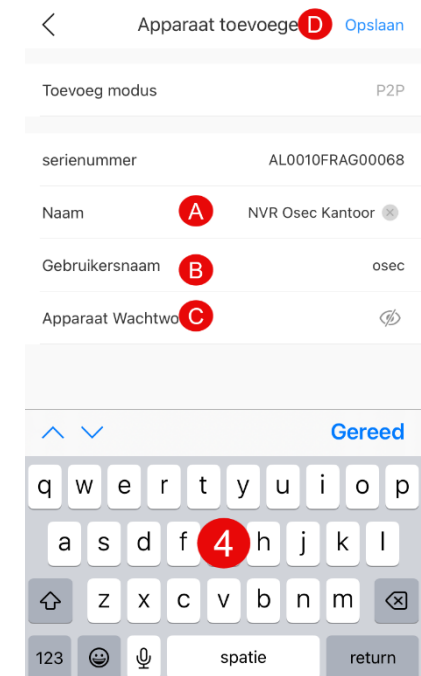 Apparaat toevoege D Opslaan
Toevoeg modus P2P
serienummer AL0010FRAG00068
Naam A NVR Osec Kantoor
Gebruikersnaam B osec
Apparaat Wachtwo C
Gereed
q w e r t y u i o p
a s d f 4 h j k l
z x c v b n m
123 spatie return